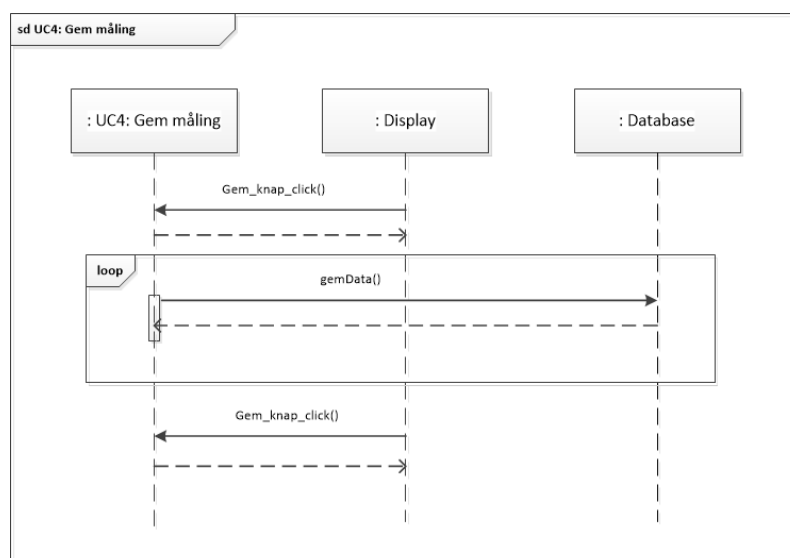 sd UC4: Gem måling
: UC4: Gem måling
: Display
: Database
Gem_knap_click()
loop
gemData()
Gem_knap_click()